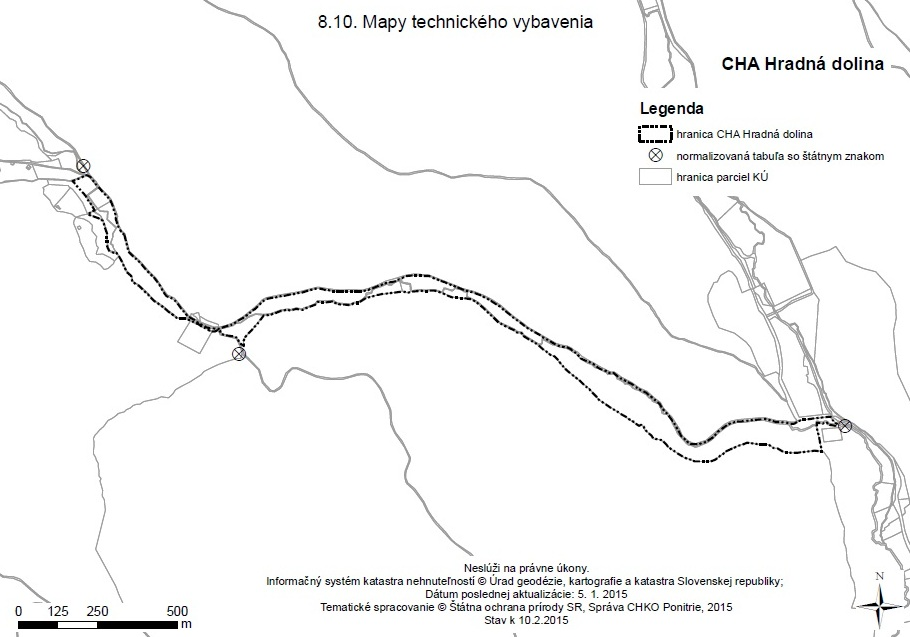 8.10. Mapy technického vybavenia
CHA Hradná dolina
Legenda
hranica CHA Hradná dolina
normalizovaná tabuľa so štátnym znakom
hranica parciel KÚ
Neslúži na právne úkony.
Informačný systém katastra nehnuteľností © Úrad geodézie, kartografie a katastra Slovenskej republiky;
Dátum poslednej aktualizácie: 5. 1. 2015
Tematické spracovanie © Štátna ochrana prírody SR, Správa CHKO Ponitrie, 2015
Stav k 10.2.2015
0 125 250 500
m
N